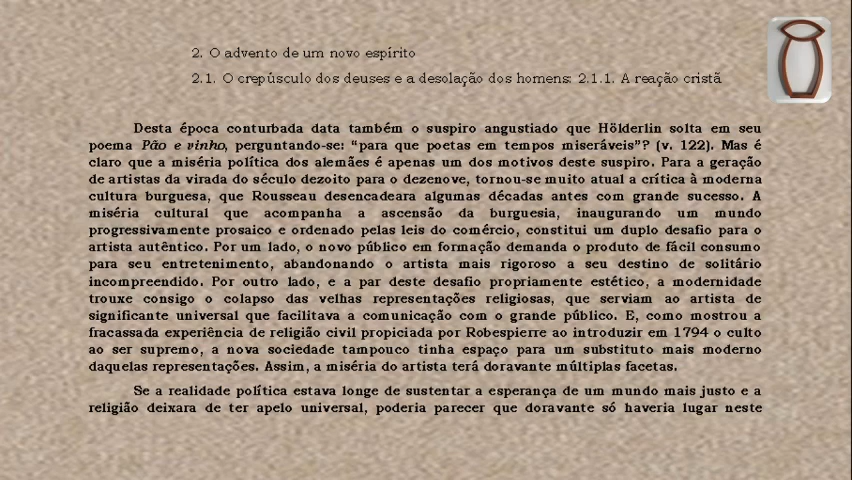 2. O advento de um novo espírito
2.1. O crepúsculo dos deuses e a desolação dos homens: 2.1.1. A reação cristã
Desta época conturbada data também o suspiro angustiado que Hölderlin solta em seu
poema Pão e vinho, perguntando-se: “para que poetas em tempos miseráveis”? (v. 122). Mas é
claro que a miséria política dos alemães é apenas um dos motivos deste suspiro. Para a geração
de artistas da virada do século dezoito para o dezenove, tornou-se muito atual a crítica à moderna
cultura burguesa, que Rousseau desencadeara algumas décadas antes com grande sucesso. A
miséria cultural que acompanha a ascensão da burguesia, inaugurando um mundo
progressivamente prosaico e ordenado pelas leis do comércio, constitui um duplo desafio para o
artista autêntico. Por um lado, o novo público em formação demanda o produto de fácil consumo
para seu entretenimento, abandonando o artista mais rigoroso a seu destino de solitário
incompreendido. Por outro lado, e a par deste desafio propriamente estético, a modernidade
trouxe consigo o colapso das velhas representações religiosas, que serviam ao artista de
significante universal que facilitava a comunicação com o grande público. E, como mostrou a
fracassada experiência de religião civil propiciada por Robespierre ao introduzir em 1794 o culto
ao ser supremo, a nova sociedade tampouco tinha espaço para um substituto mais moderno
daquelas representações. Assim, a miséria do artista terá doravante múltiplas facetas.
Se a realidade política estava longe de sustentar a esperança de um mundo mais justo e a
religião deixara de ter apelo universal, poderia parecer que doravante só haveria lugar neste